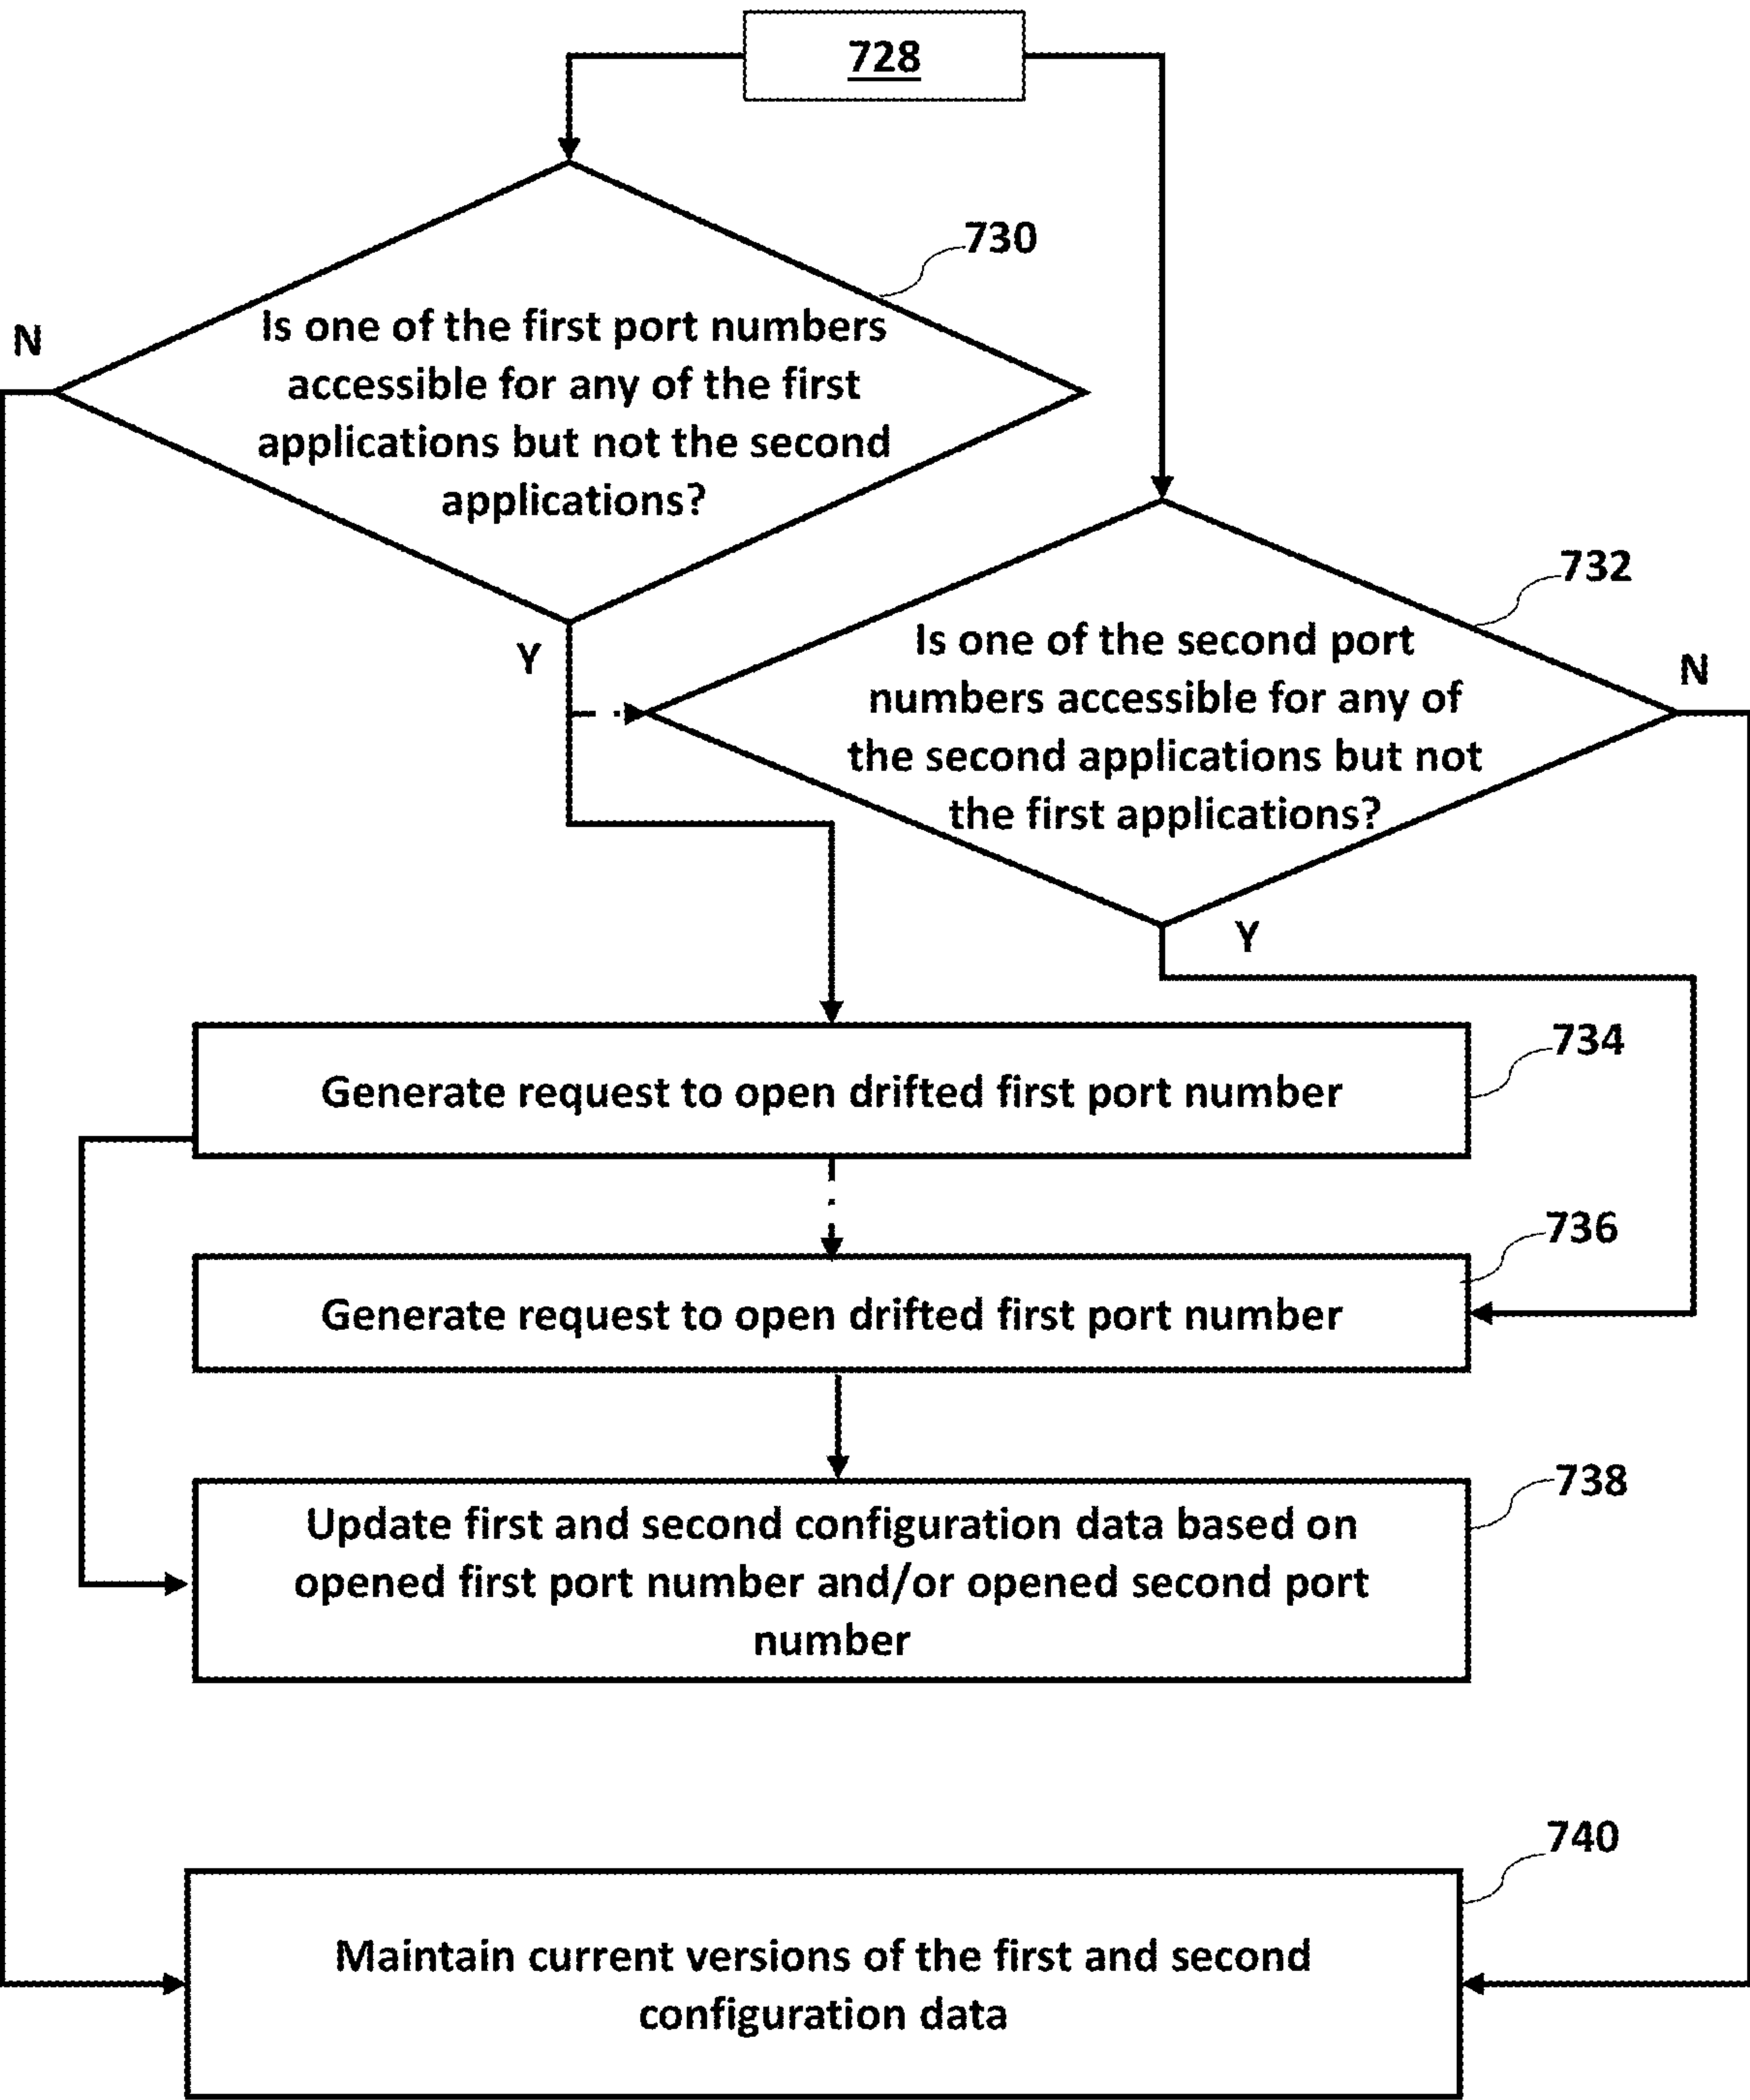 728
730
N
Is one of the first port numbers
accessible for any of the first
applications but not the second
applications?
732
Y
Is one of the second port
numbers accessible for any of
the second applications but not
the first applications?
N
Y
734
Generate request to open drifted first port number
736
Generate request to open drifted first port number
738
Update first and second configuration data based on
opened first port number and/or opened second port
number
740
Maintain current versions of the first and second
configuration data